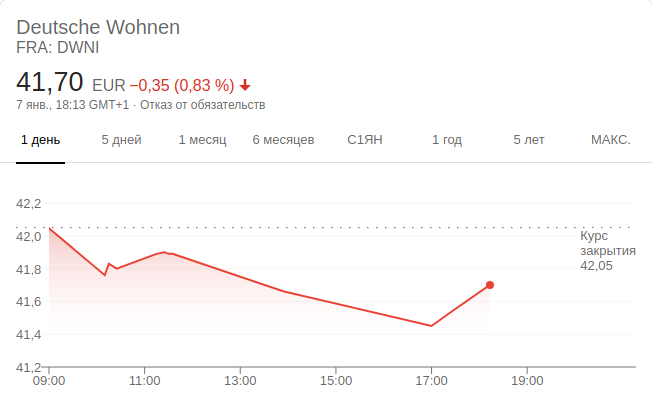 Deutsche Wohnen
FRA: DWNI
41,70 EUR −0,35 (0,83 %)
7 янв., 18:13 GMT+1 · Отказ от обязательств
1 день 5 дней 1 месяц 6 месяцев С1ЯН 1 год 5 лет МАКС.
42,2
42,0
41,8
41,6
41,4
41,2
Курс
закрытия
42,05
09:00 11:00 13:00 15:00 17:00 19:00